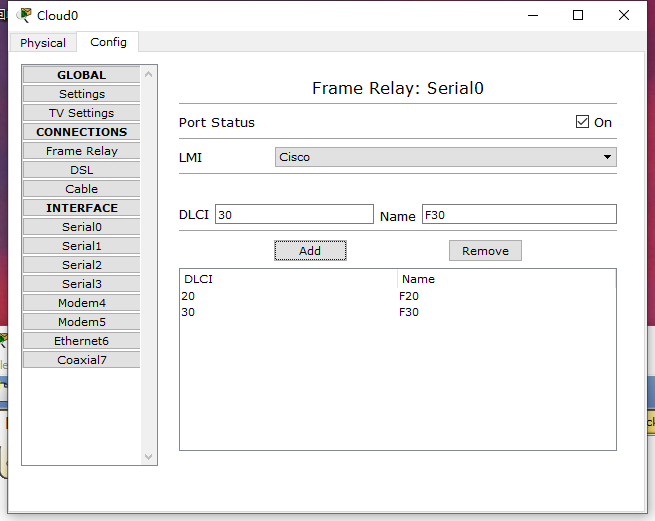 Cloud0
Physical
Config
GLOBAL
Settings
TV Settings
CONNECTIONS
Frame Relay
DSL
Cable
INTERFACE
Serial0
Serial1
Serial2
Serial3
Modem4
Modem5
Ethernet6
Coaxial7
Frame Relay: Serial0
Port Status
On
LMI
Cisco
DLCI
30
Name
F30
Add
Remove
DLCI Name
20 F20
30 F30